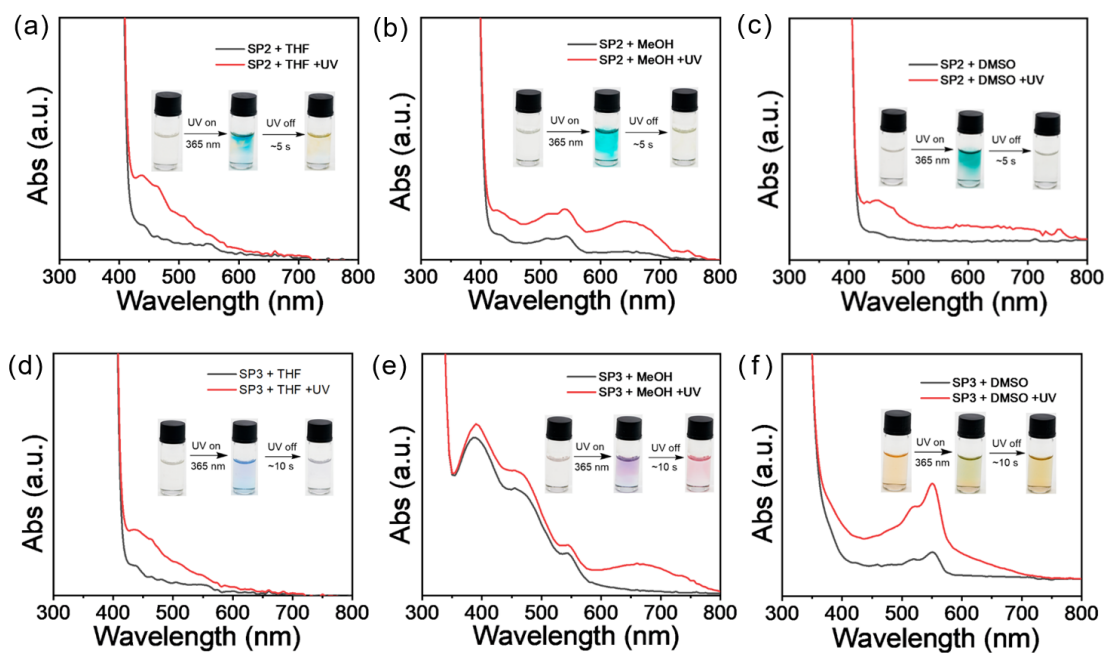 (a)
SP2 + THF
SP2 + THF +UV
UV on
365 nm
UV off
~5 s
Abs (a.u.)
300 400 500 600 700 800
Wavelength (nm)
(b)
SP2 + MeOH
SP2 + MeOH +UV
UV on
365 nm
UV off
~5 s
Abs (a.u.)
300 400 500 600 700 800
Wavelength (nm)
(c)
SP2 + DMSO
SP2 + DMSO +UV
UV on
365 nm
UV off
~5 s
Abs (a.u.)
300 400 500 600 700 800
Wavelength (nm)
(d)
SP3 + THF
SP3 + THF +UV
UV on
365 nm
UV off
~10 s
Abs (a.u.)
300 400 500 600 700 800
Wavelength (nm)
(e)
SP3 + MeOH
SP3 + MeOH +UV
UV on
365 nm
UV off
~10 s
Abs (a.u.)
300 400 500 600 700 800
Wavelength (nm)
(f)
SP3 + DMSO
SP3 + DMSO +UV
UV on
365 nm
UV off
~10 s
Abs (a.u.)
300 400 500 600 700 800
Wavelength (nm)